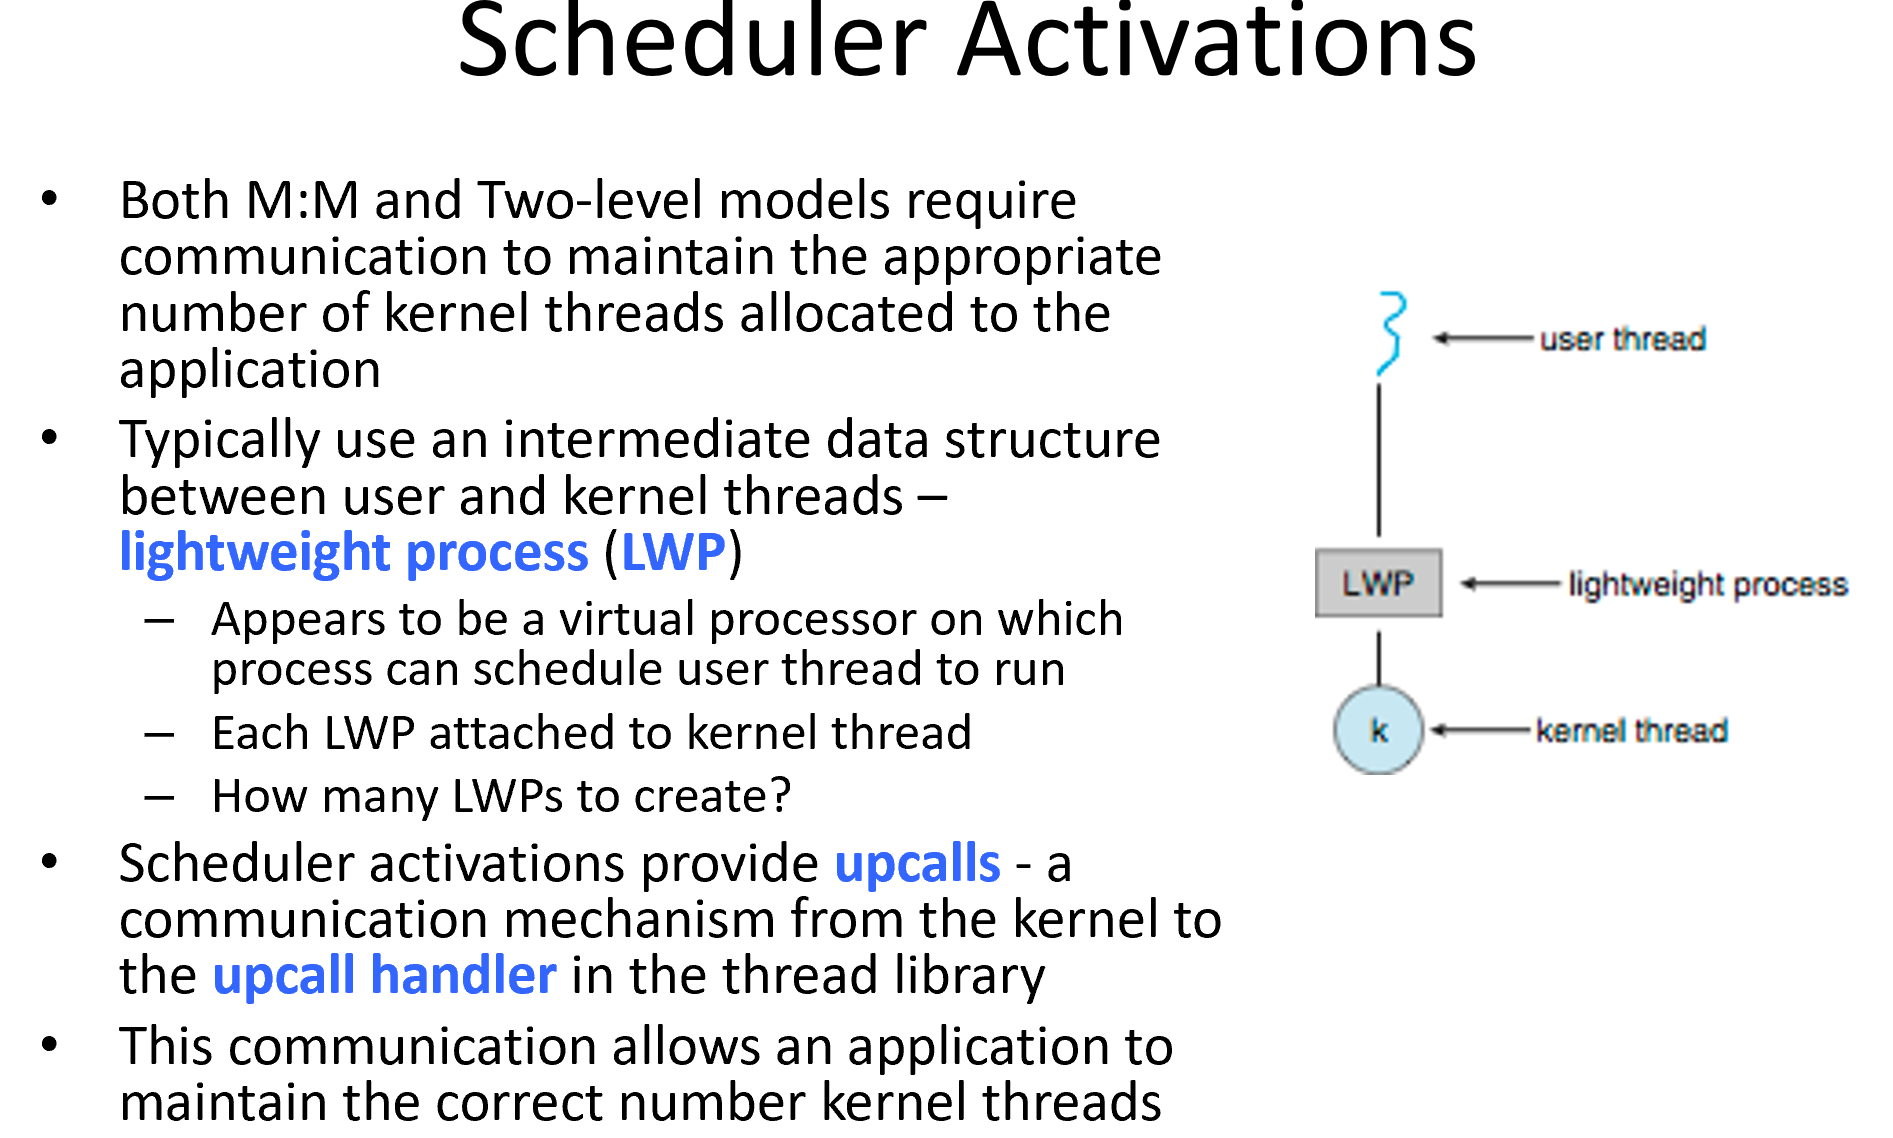 Scheduler Activations
• Both M:M and Two-level models require
communication to maintain the appropriate
number of kernel threads allocated to the
application
• Typically use an intermediate data structure
between user and kernel threads –
lightweight process (LWP)
– Appears to be a virtual processor on which
process can schedule user thread to run
– Each LWP attached to kernel thread
– How many LWPs to create?
• Scheduler activations provide upcalls - a
communication mechanism from the kernel to
the upcall handler in the thread library
• This communication allows an application to
maintain the correct number kernel threads
user thread
LWP
lightweight process
k
kernel thread